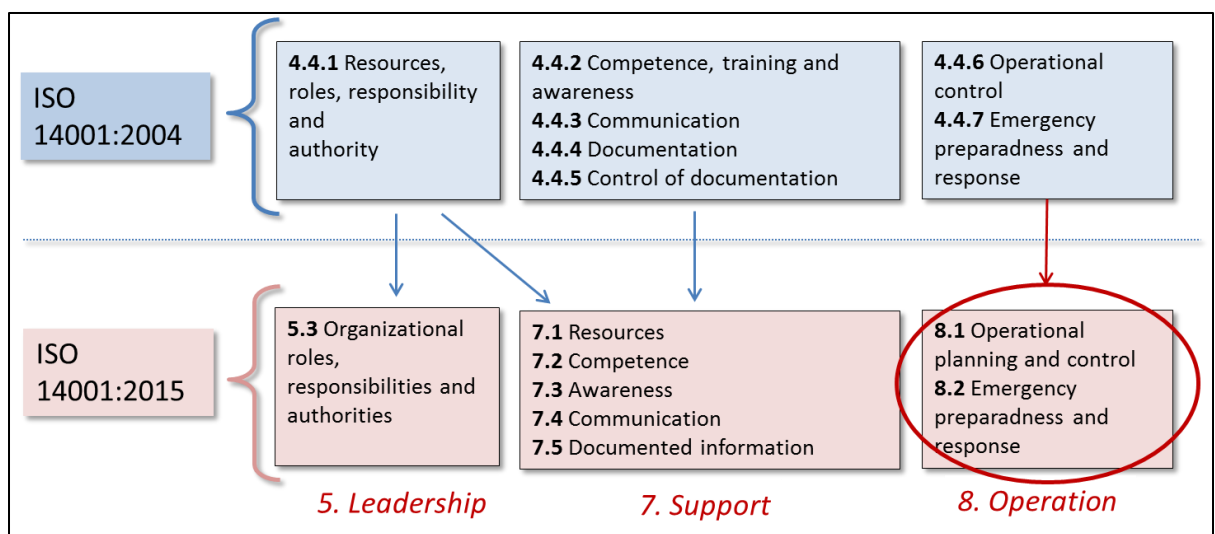 ISO
14001:2004
4.4.1 Resources,
roles, responsibility
and
authority
4.4.2 Competence, training and
awareness
4.4.3 Communication
4.4.4 Documentation
4.4.5 Control of documentation
4.4.6 Operational
control
4.4.7 Emergency
preparadness and
response
ISO
14001:2015
5.3 Organizational
roles,
responsibilities and
authorities
7.1 Resources
7.2 Competence
7.3 Awareness
7.4 Communication
7.5 Documented information
8.1 Operational
planning and control
8.2 Emergency
preparadness and
response
5. Leadership
7. Support
8. Operation